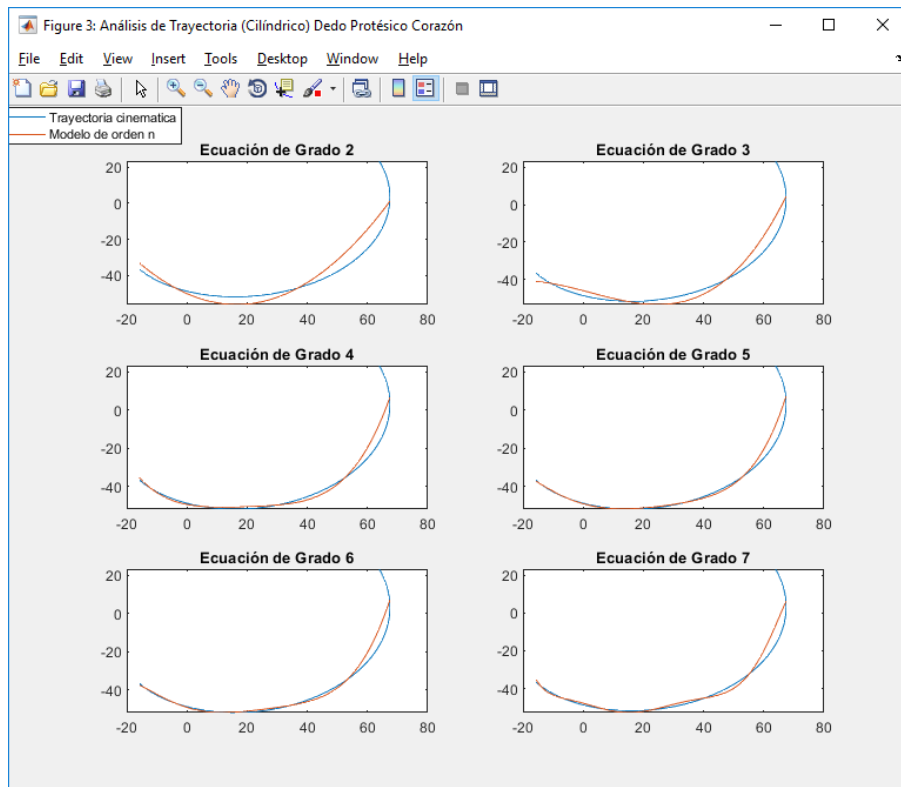 Figure 3: Análisis de Trayectoria (Cilíndrico) Dedo Protésico Corazón
File Edit View Insert Tools Desktop Window Help
Trayectoria cinematica
Modelo de orden n
Ecuación de Grado 2
20
0
-20
-40
-20 0 20 40 60 80
Ecuación de Grado 3
20
0
-20
-40
-20 0 20 40 60 80
Ecuación de Grado 4
20
0
-20
-40
-20 0 20 40 60 80
Ecuación de Grado 5
20
0
-20
-40
-20 0 20 40 60 80
Ecuación de Grado 6
20
0
-20
-40
-20 0 20 40 60 80
Ecuación de Grado 7
20
0
-20
-40
-20 0 20 40 60 80